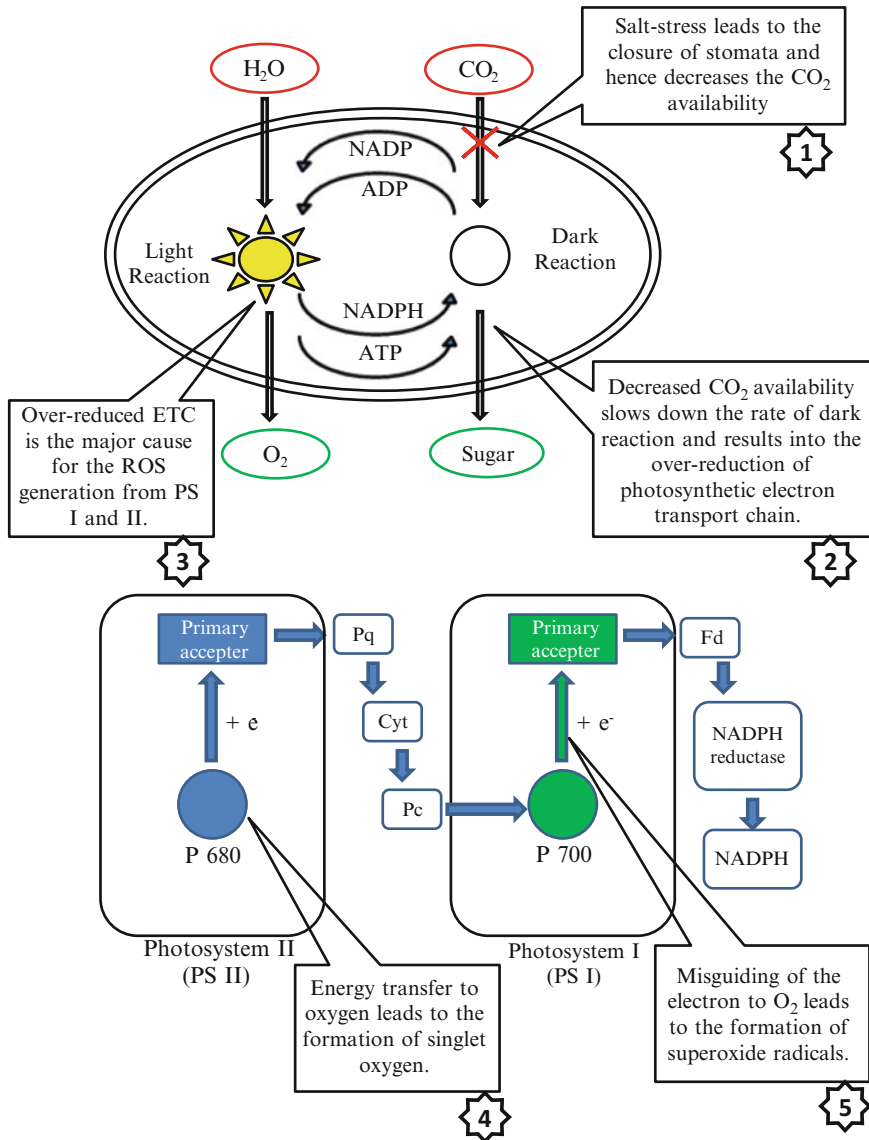 Salt-stress leads to the
closure of stomata and
hence decreases the CO₂
availability
1
H₂O
CO₂
NADP
ADP
Light
Reaction
Dark
Reaction
NADPH
ATP
Over-reduced ETC
is the major cause
for the ROS
generation from PS
I and II.
3
O₂
Sugar
Decreased CO₂ availability
slows down the rate of dark
reaction and results into the
over-reduction of
photosynthetic electron
transport chain.
2
Primary
accepter
Pq
Cyt
Pc
+ e
P 680
Photosystem II
(PS II)
Primary
accepter
Fd
NADPH
reductase
NADPH
+ e⁻
P 700
Photosystem I
(PS I)
Energy transfer to
oxygen leads to the
formation of singlet
oxygen.
4
Misguiding of the
electron to O₂ leads
to the formation of
superoxide radicals.
5